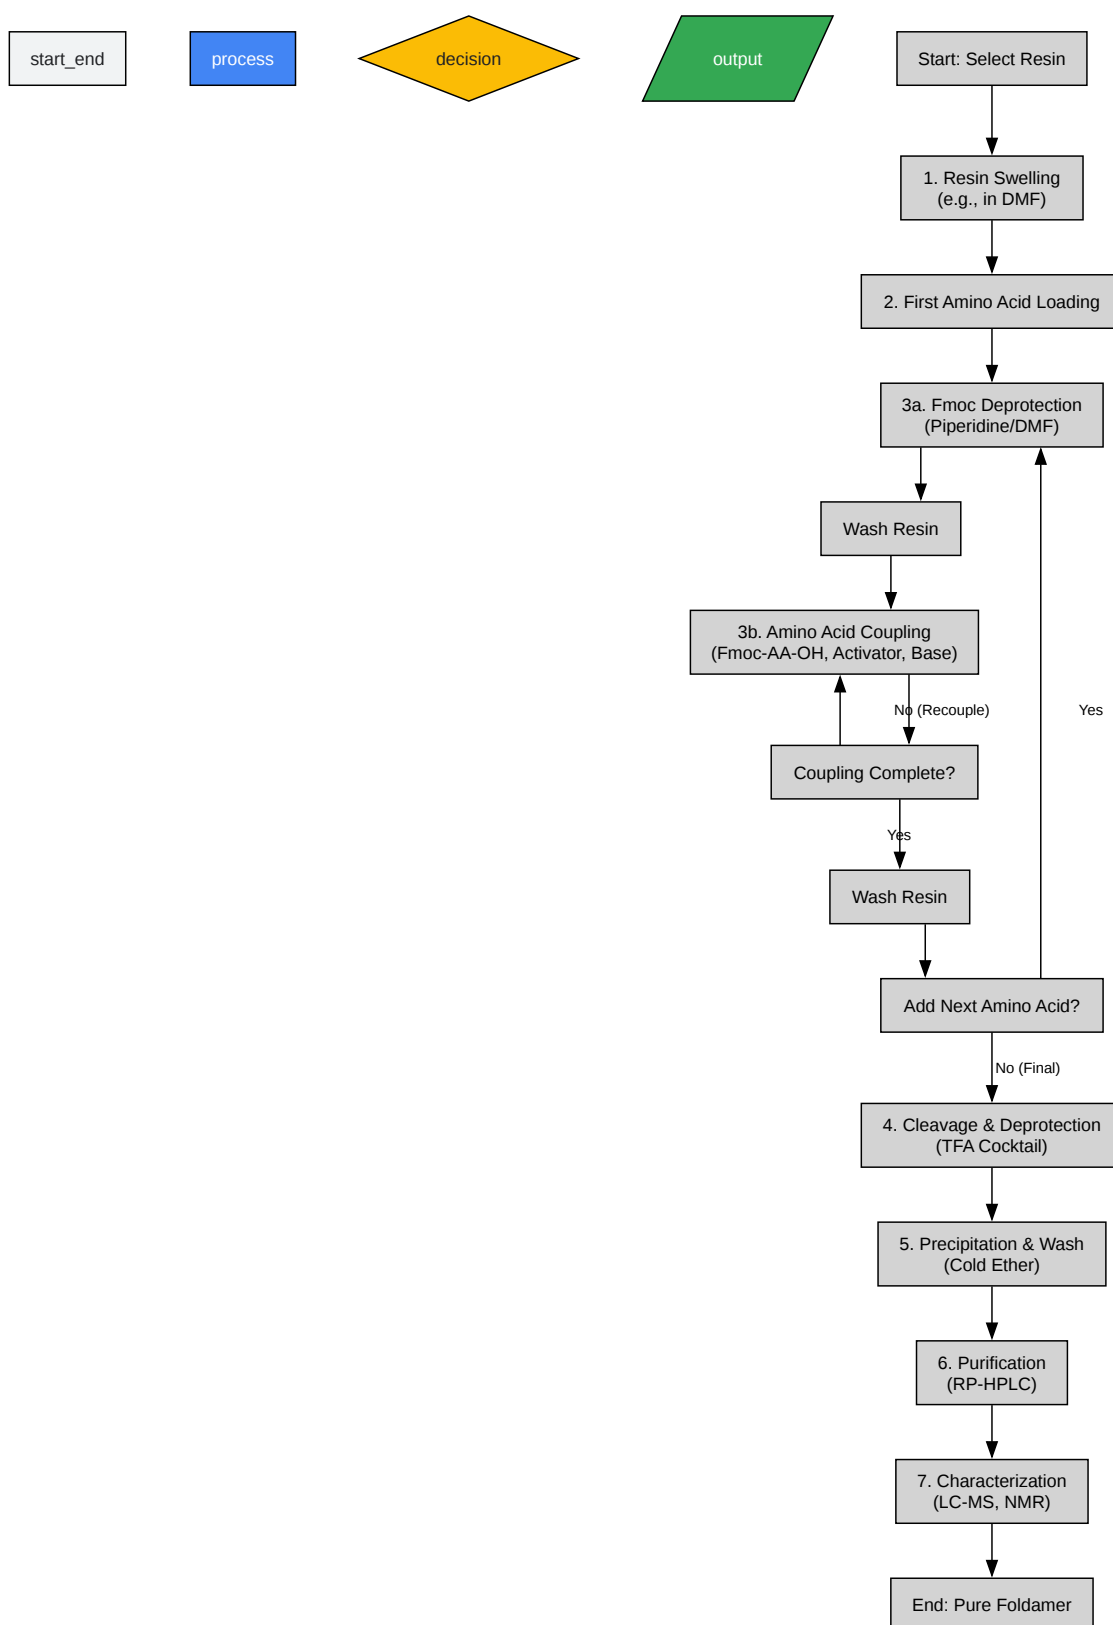 start_end
process
decision
output
Start: Select Resin
1. Resin Swelling
(e.g., in DMF)
2. First Amino Acid Loading
3a. Fmoc Deprotection
(Piperidine/DMF)
Wash Resin
3b. Amino Acid Coupling
(Fmoc-AA-OH, Activator, Base)
No (Recouple)
Yes
Coupling Complete?
Yes
Wash Resin
Add Next Amino Acid?
No (Final)
4. Cleavage & Deprotection
(TFA Cocktail)
5. Precipitation & Wash
(Cold Ether)
6. Purification
(RP-HPLC)
7. Characterization
(LC-MS, NMR)
End: Pure Foldamer